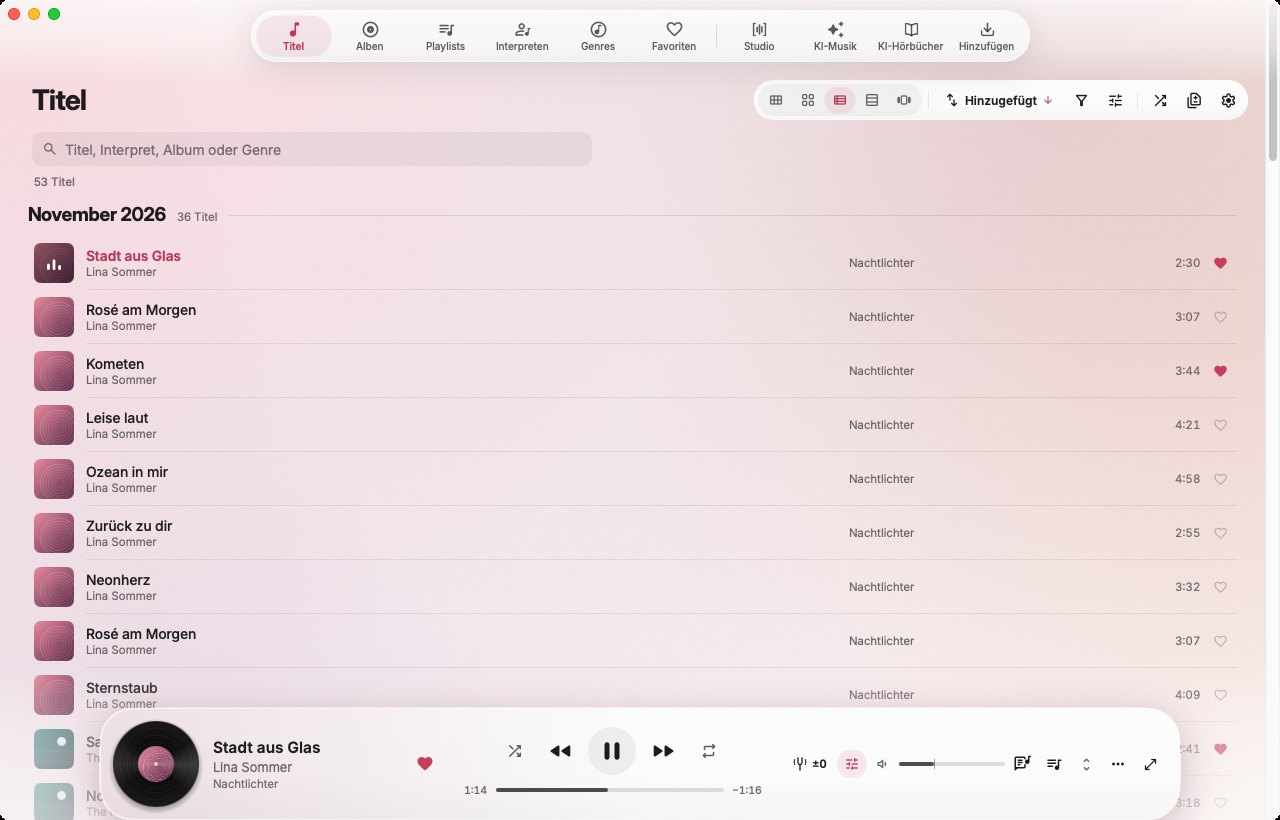 Titel
Alben
Playlists
Interpreten
Genres
Favoriten
Studio
KI-Musik
KI-Hörbücher
Hinzufügen
Titel
Hinzugefügt
Titel, Interpret, Album oder Genre
53 Titel
November 2026 36 Titel
Stadt aus Glas
Lina Sommer
Nachtlichter
2:30
Rosé am Morgen
Lina Sommer
Nachtlichter
3:07
Kometen
Lina Sommer
Nachtlichter
3:44
Leise laut
Lina Sommer
Nachtlichter
4:21
Ozean in mir
Lina Sommer
Nachtlichter
4:58
Zurück zu dir
Lina Sommer
Nachtlichter
2:55
Neonherz
Lina Sommer
Nachtlichter
3:32
Rosé am Morgen
Lina Sommer
Nachtlichter
3:07
Sternstaub
Lina Sommer
Nachtlichter
4:09
2:41
3:18
Stadt aus Glas
Lina Sommer
Nachtlichter
1:14
−1:16
±0